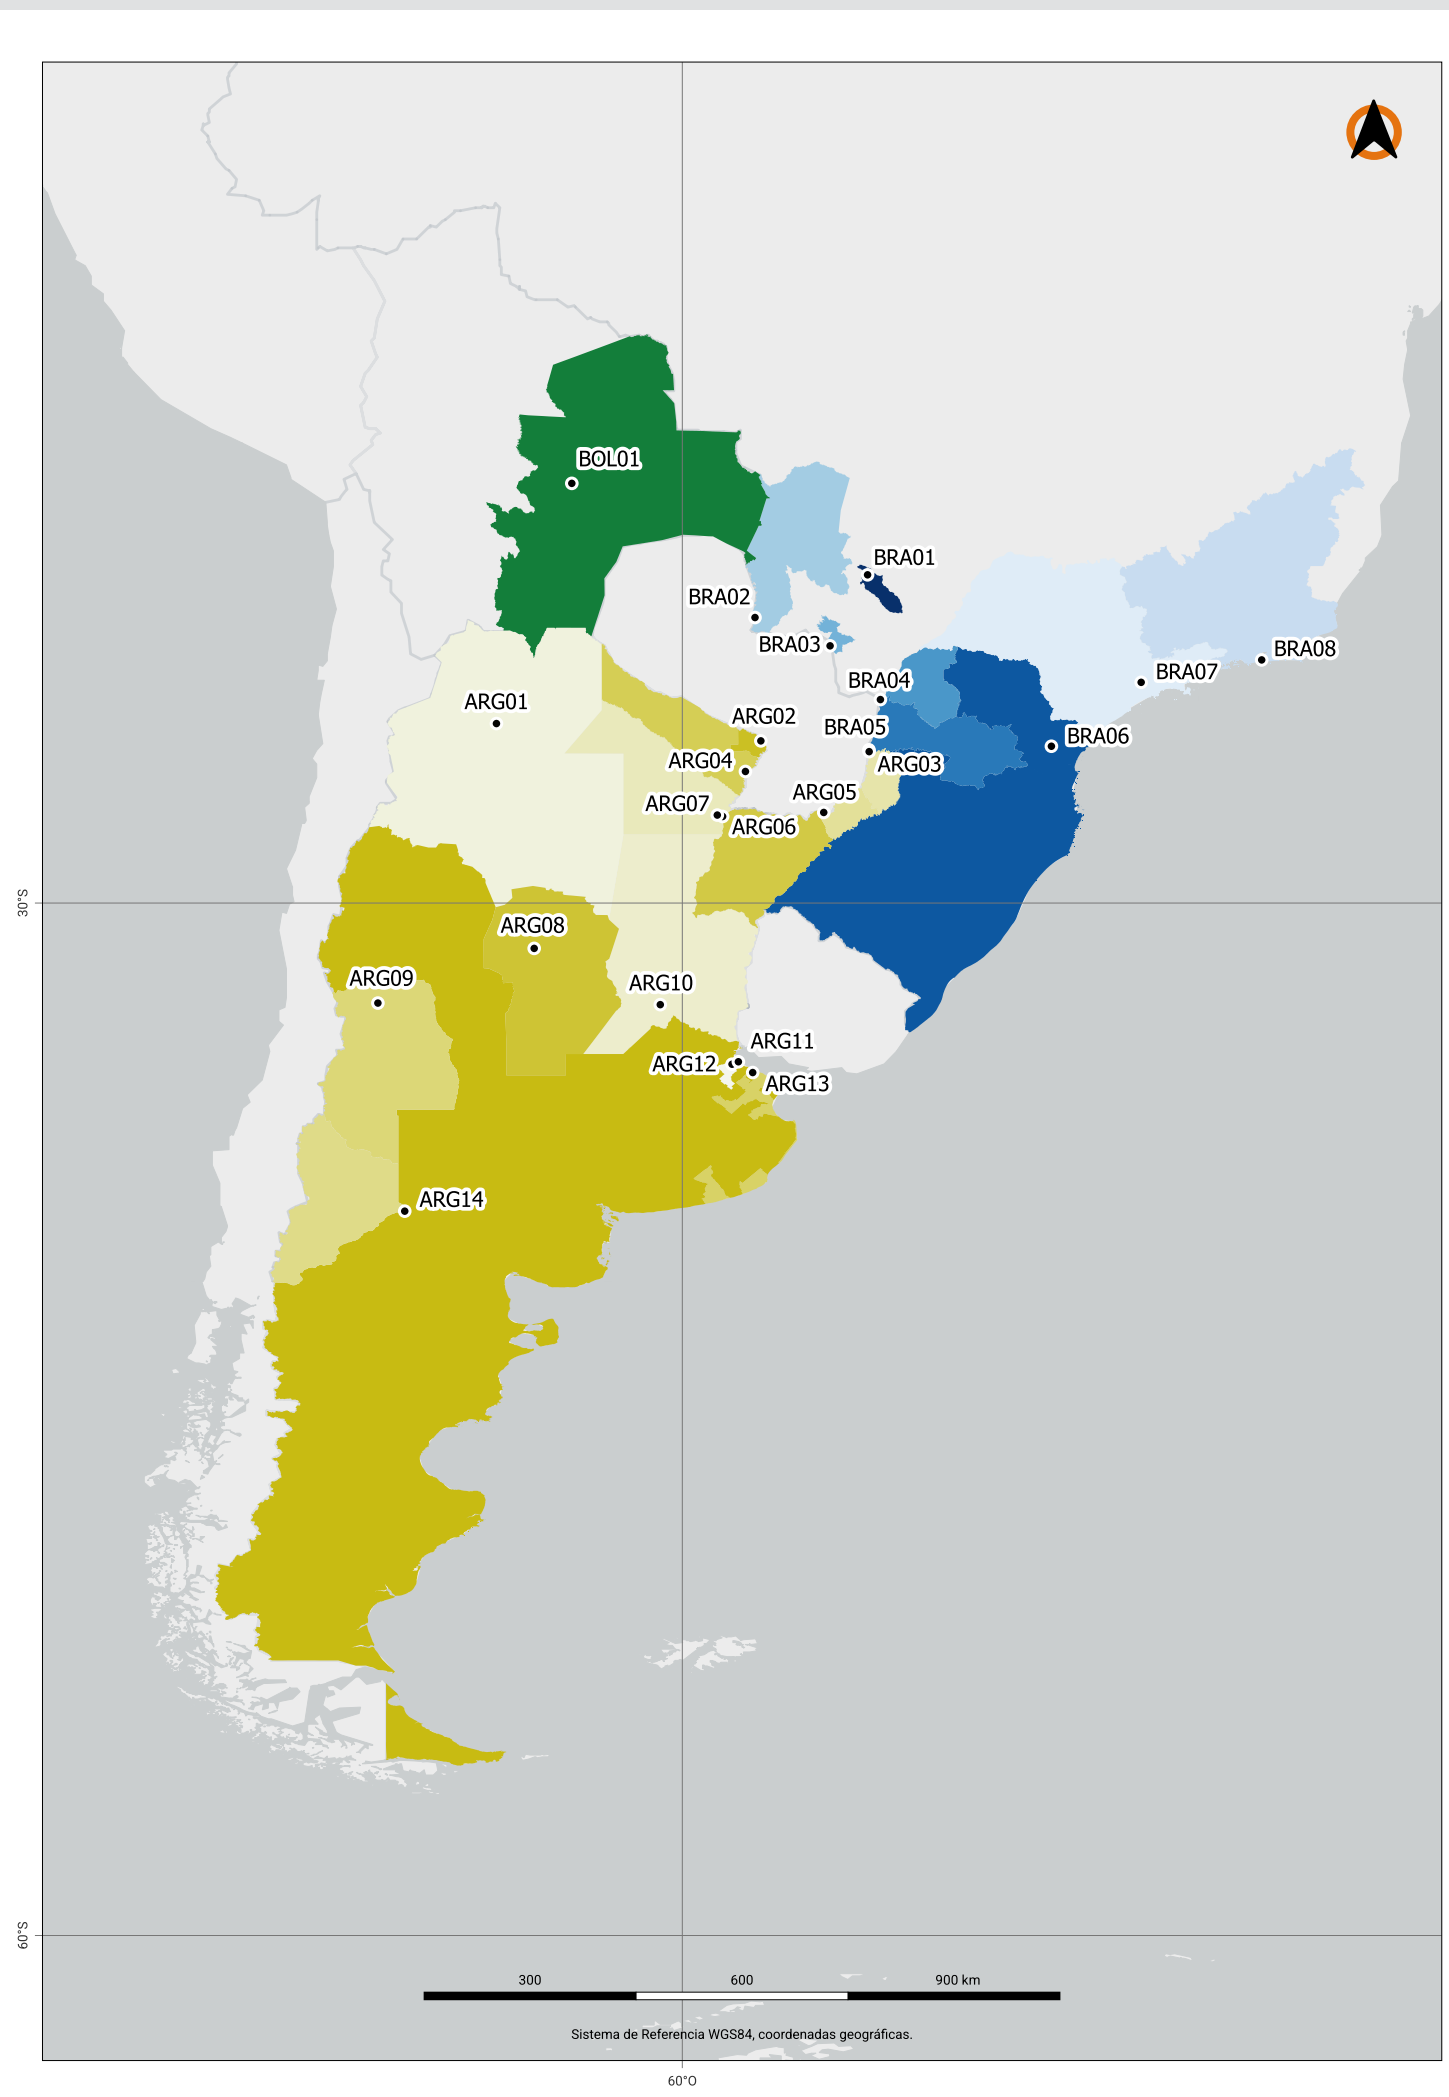 BOL01
BRA01
BRA02
BRA03
BRA08
BRA07
BRA04
ARG01
ARG02
BRA05
BRA06
ARG04
ARG03
ARG05
ARG07
ARG06
30°S
ARG08
ARG09
ARG10
ARG11
ARG12
ARG13
ARG14
60°S
300 600 900 km
Sistema de Referencia WGS84, coordenadas geográficas.
60°O